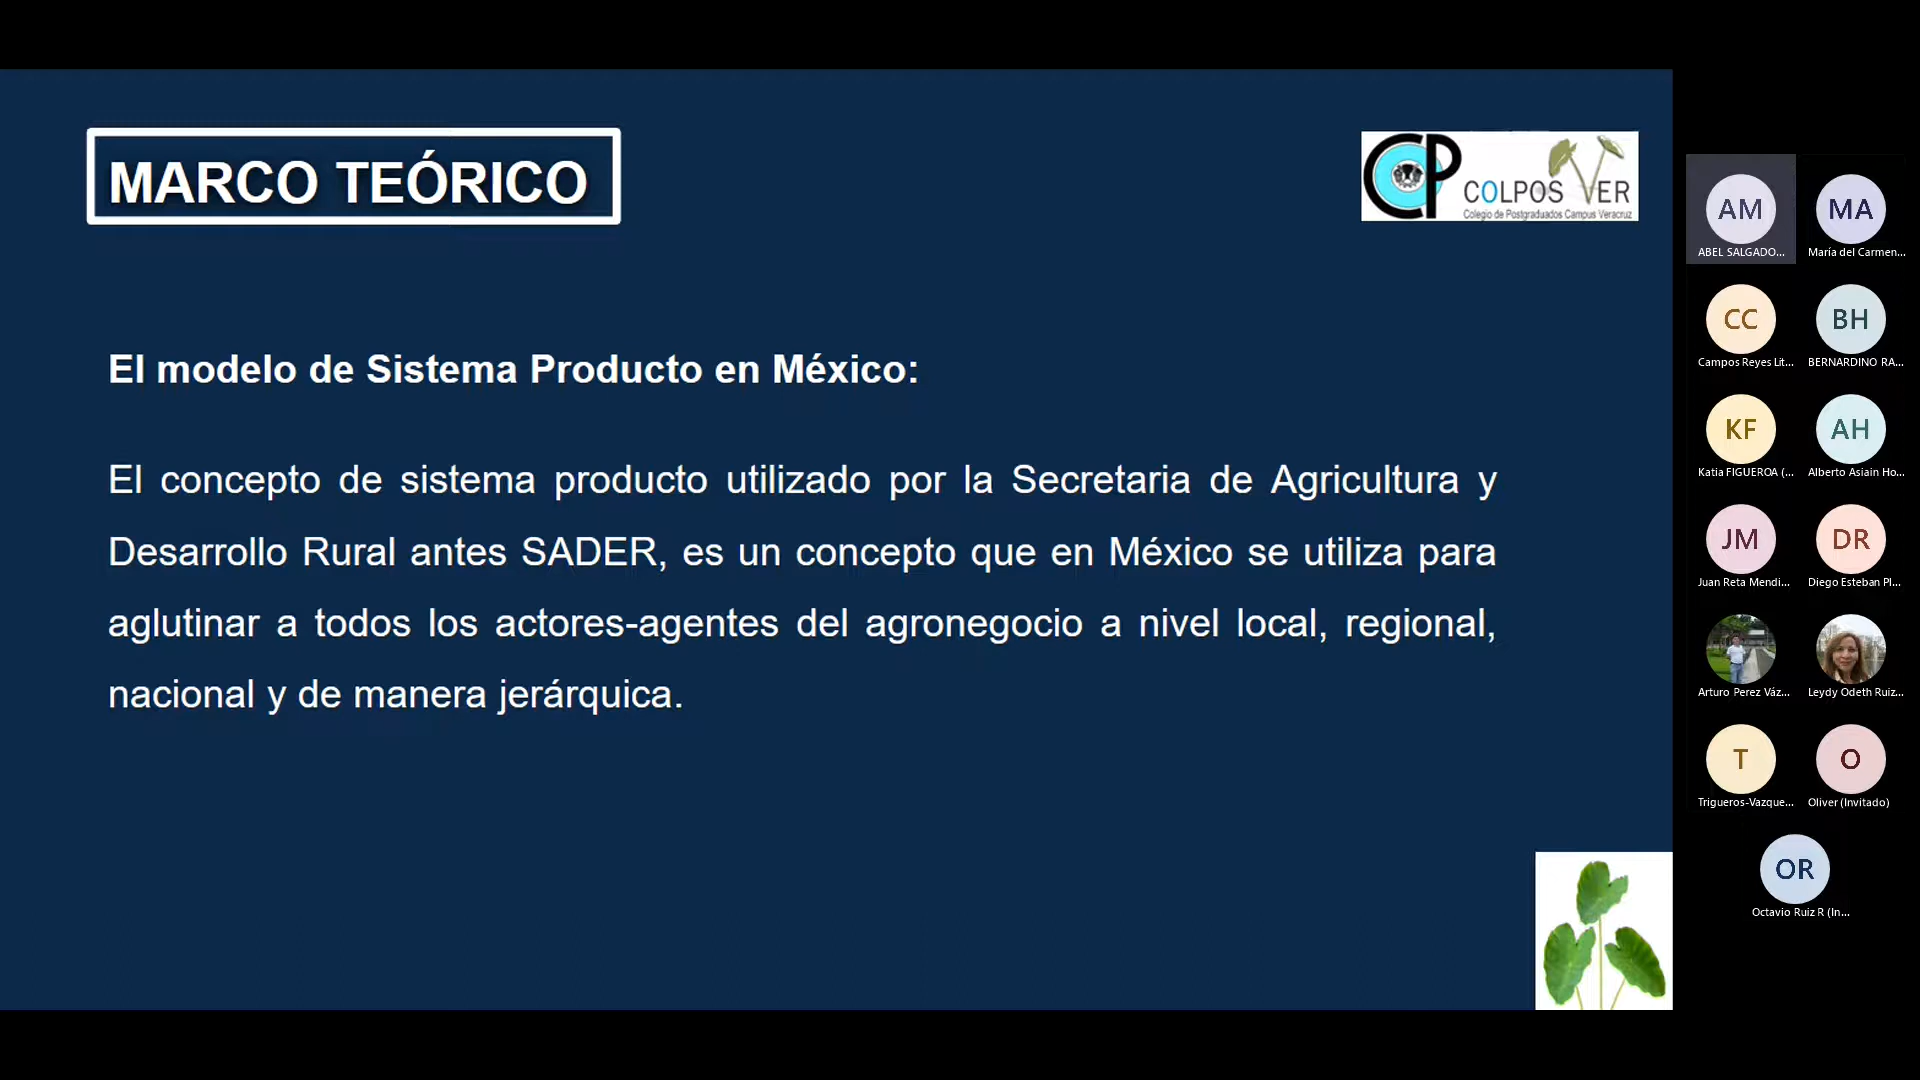 MARCO TEÓRICO
COLPOS VER
Colegio de Postgraduados Campus Veracruz
El modelo de Sistema Producto en México:
El concepto de sistema producto utilizado por la Secretaria de Agricultura y
Desarrollo Rural antes SADER, es un concepto que en México se utiliza para
aglutinar a todos los actores-agentes del agronegocio a nivel local, regional,
nacional y de manera jerárquica.
AM
ABEL SALGADO...
MA
María del Carmen...
CC
Campos Reyes Lit...
BH
BERNARDINO RA...
KF
Katia FIGUEROA (...
AH
Alberto Asiain Ho...
JM
Juan Reta Mendi...
DR
Diego Esteban Pl...
Arturo Perez Váz...
Leydy Odeth Ruiz...
T
Trigueros-Vazque...
O
Oliver (Invitado)
OR
Octavio Ruiz R (In...